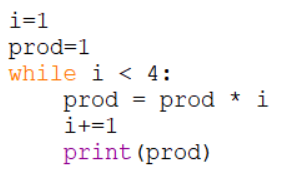 i=1
prod=1
while i < 4:
    prod = prod * i
    i+=1
    print(prod)